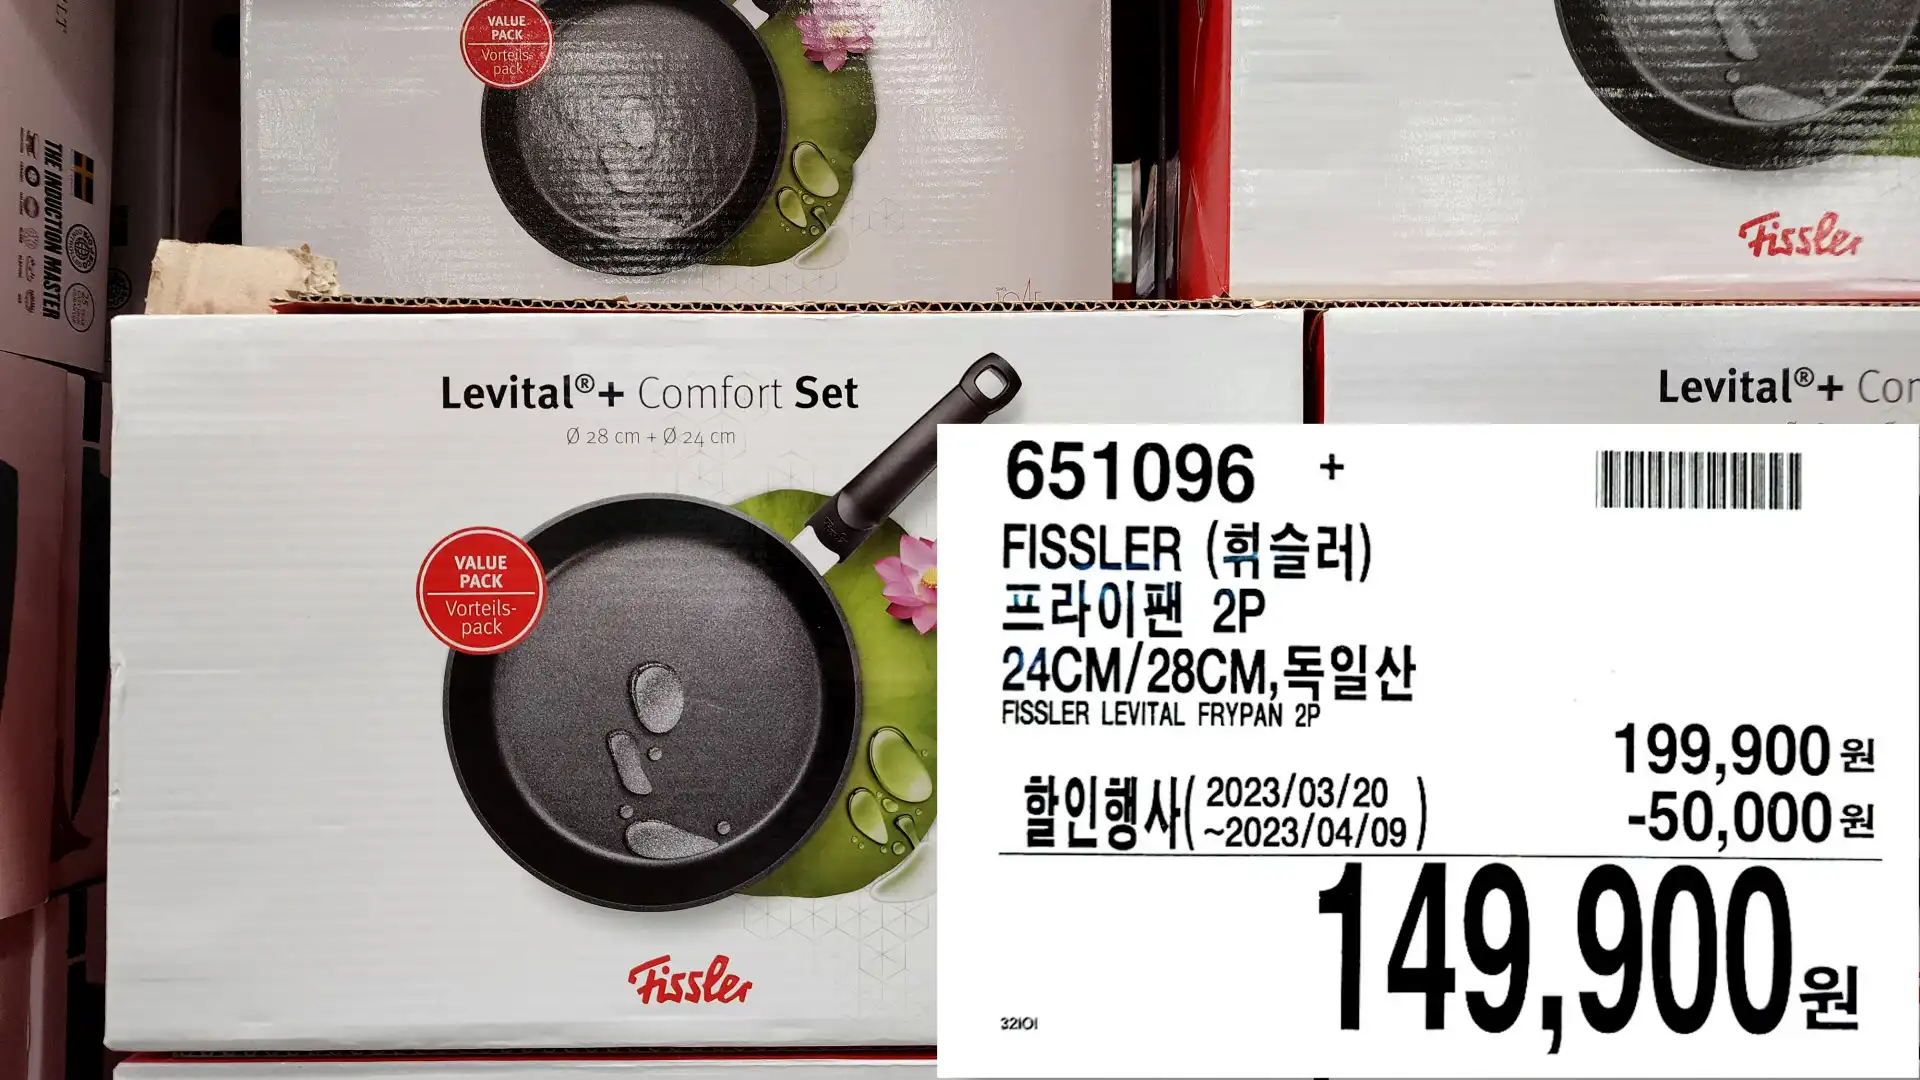 VALUE
PACK
Vorteils-
pack
Fissler
THE INDUCTION MASTER
Levital®+ Comfort Set
Ø 28 cm + Ø 24 cm
VALUE
PACK
Vorteils-
pack
Fissler
Levital®+ Con
651096 +
FISSLER (휘슬러)
프라이팬 2P
24CM/28CM,독일산
FISSLER LEVITAL FRYPAN 2P
199,900원
할인행사( 2023/03/20
~2023/04/09 )
-50,000원
149,900원
32101